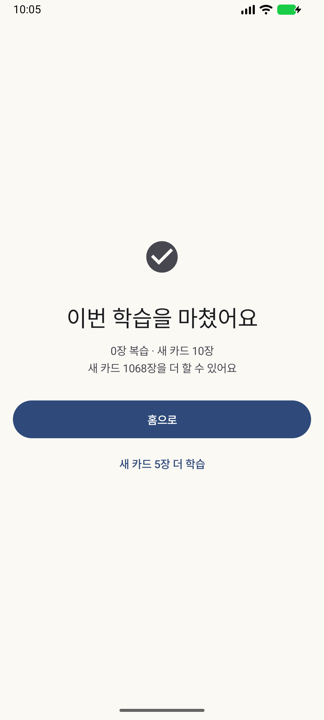 10:05
이번 학습을 마쳤어요
0장 복습 · 새 카드 10장
새 카드 1068장을 더 할 수 있어요
홈으로
새 카드 5장 더 학습